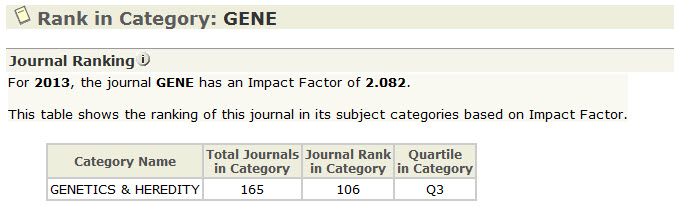 Rank in Category: GENE
Journal Ranking
For 2013, the journal GENE has an Impact Factor of 2.082.
This table shows the ranking of this journal in its subject categories based on Impact Factor.
Category Name Total Journals in Category Journal Rank in Category Quartile in Category
GENETICS & HEREDITY 165 106 Q3